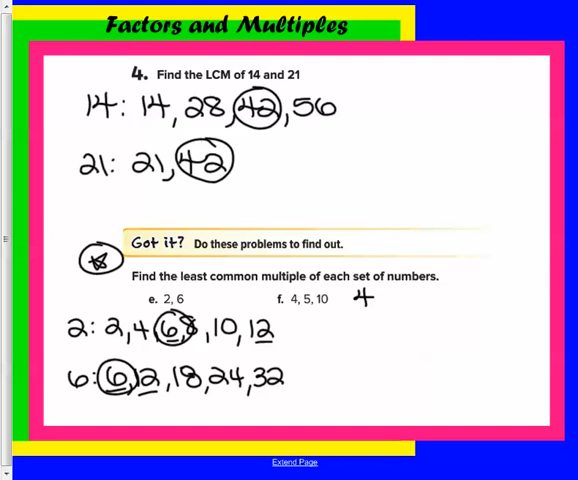 Factors and Multiples
4. Find the LCM of 14 and 21
14: 14, 28, 42, 56
21: 21, 42
Got it? Do these problems to find out.
Find the least common multiple of each set of numbers.
e. 2, 6 f. 4, 5, 10 4
2: 2, 4, 6, 8, 10, 12
6: 6, 12, 18, 24, 32
Extend Page